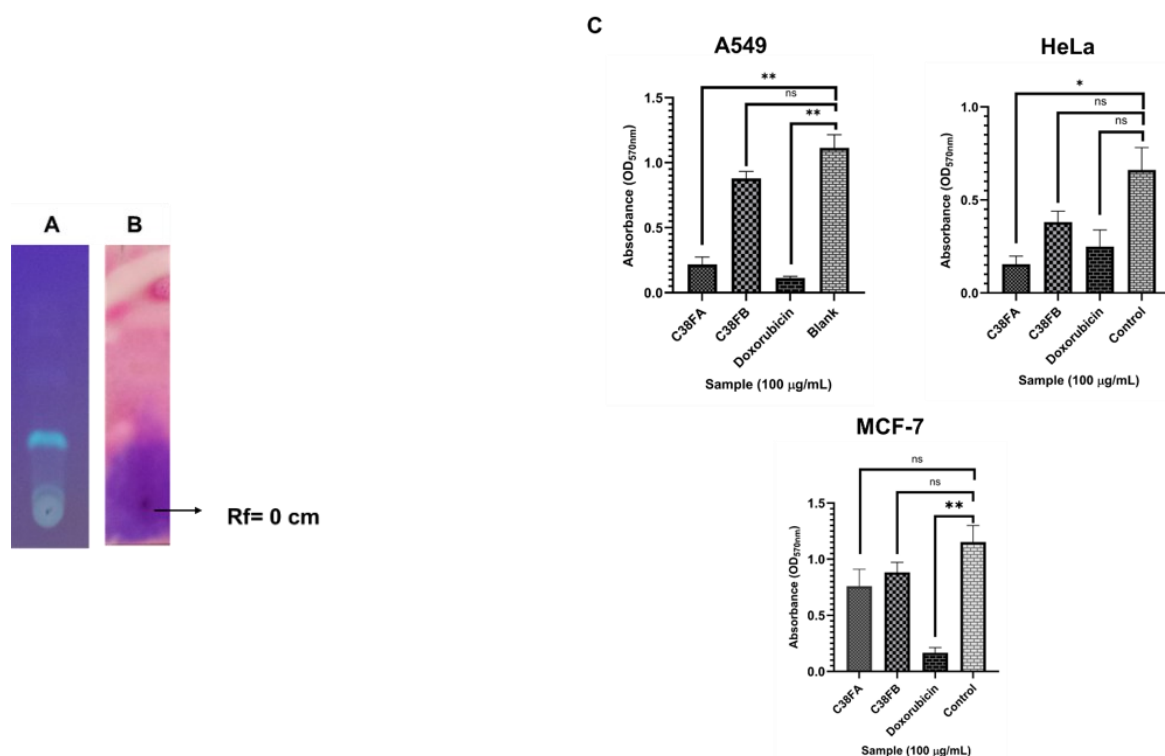 A
B
Rf= 0 cm
C
A549
**
ns
**
Absorbance (OD570nm)
1.5
1.0
0.5
0.0
C38FA
C38FB
Doxorubicin
Blank
Sample (100 µg/mL)
HeLa
*
ns
ns
Absorbance (OD570nm)
1.0
0.5
0.0
C38FA
C38FB
Doxorubicin
Control
Sample (100 µg/mL)
MCF-7
ns
ns
**
Absorbance (OD570nm)
1.5
1.0
0.5
0.0
C38FA
C38FB
Doxorubicin
Control
Sample (100 µg/mL)